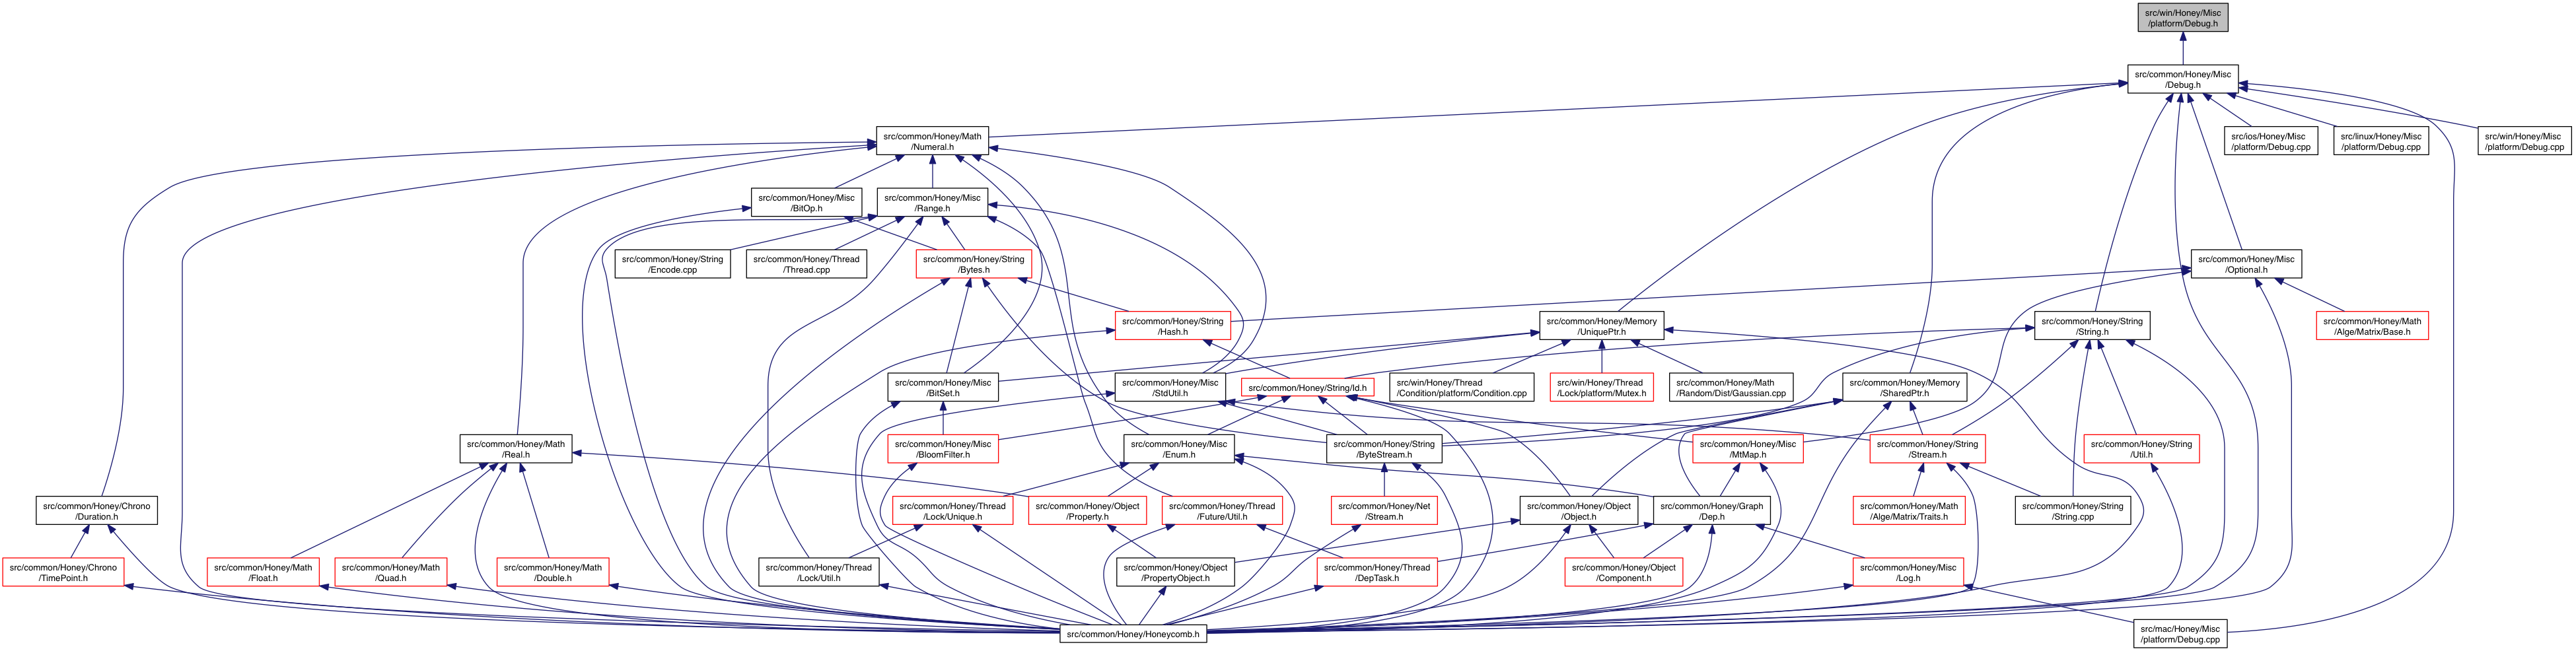 src/win/Honey/Misc
/platform/Debug.h
src/common/Honey/Misc
/Debug.h
src/common/Honey/Math
/Numeral.h
src/ios/Honey/Misc
/platform/Debug.cpp
src/linux/Honey/Misc
/platform/Debug.cpp
src/win/Honey/Misc
/platform/Debug.cpp
src/common/Honey/Misc
/BitOp.h
src/common/Honey/Misc
/Range.h
src/common/Honey/String
/Encode.cpp
src/common/Honey/Thread
/Thread.cpp
src/common/Honey/String
/Bytes.h
src/common/Honey/Misc
/Optional.h
src/common/Honey/String
/Hash.h
src/common/Honey/Memory
/UniquePtr.h
src/common/Honey/String
/String.h
src/common/Honey/Math
/Alge/Matrix/Base.h
src/common/Honey/Misc
/BitSet.h
src/common/Honey/Misc
/StdUtil.h
src/common/Honey/String/Id.h
src/win/Honey/Thread
/Condition/platform/Condition.cpp
src/win/Honey/Thread
/Lock/platform/Mutex.h
src/common/Honey/Math
/Random/Dist/Gaussian.cpp
src/common/Honey/Memory
/SharedPtr.h
src/common/Honey/Math
/Real.h
src/common/Honey/Misc
/BloomFilter.h
src/common/Honey/Misc
/Enum.h
src/common/Honey/String
/ByteStream.h
src/common/Honey/Misc
/MtMap.h
src/common/Honey/String
/Stream.h
src/common/Honey/String
/Util.h
src/common/Honey/Chrono
/Duration.h
src/common/Honey/Thread
/Lock/Unique.h
src/common/Honey/Object
/Property.h
src/common/Honey/Thread
/Future/Util.h
src/common/Honey/Net
/Stream.h
src/common/Honey/Object
/Object.h
src/common/Honey/Graph
/Dep.h
src/common/Honey/Math
/Alge/Matrix/Traits.h
src/common/Honey/String
/String.cpp
src/common/Honey/Chrono
/TimePoint.h
src/common/Honey/Math
/Float.h
src/common/Honey/Math
/Quad.h
src/common/Honey/Math
/Double.h
src/common/Honey/Thread
/Lock/Util.h
src/common/Honey/Object
/PropertyObject.h
src/common/Honey/Thread
/DepTask.h
src/common/Honey/Object
/Component.h
src/common/Honey/Misc
/Log.h
src/common/Honey/Honeycomb.h
src/mac/Honey/Misc
/platform/Debug.cpp